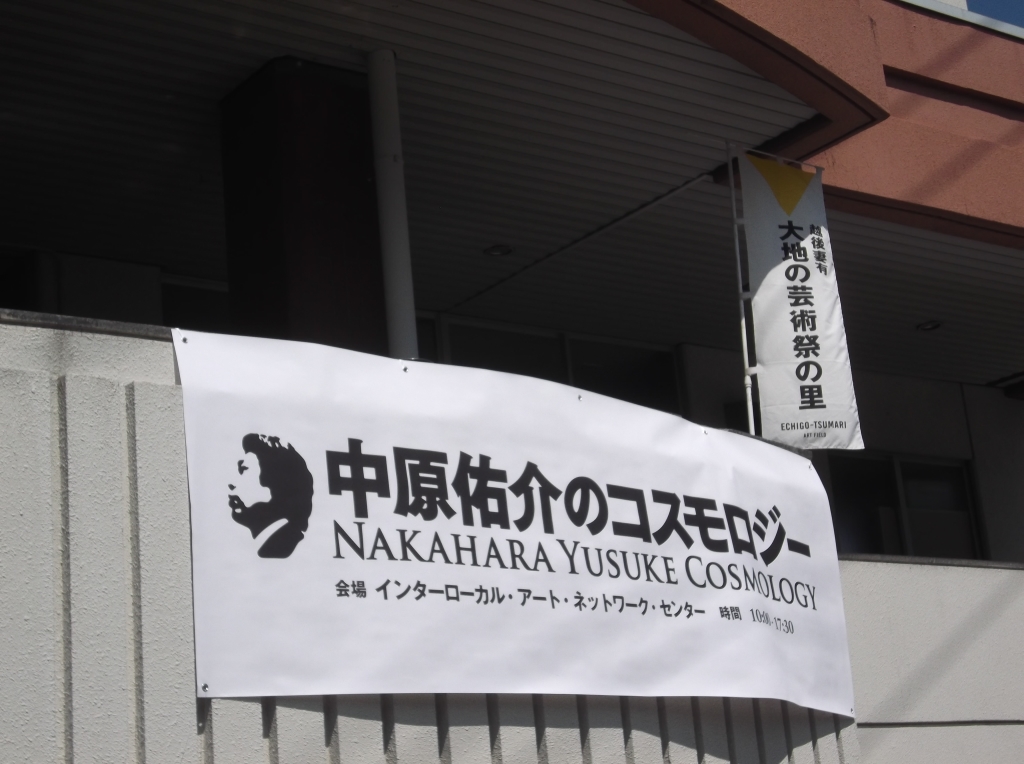 中原佑介のコスモロジー
NAKAHARA YUSUKE COSMOLOGY
会場 インターローカル・アート・ネットワーク・センター 時間 10:00-17:30
越後妻有
大地の芸術祭の里
ECHIGO-TSUMARI
ART FIELD